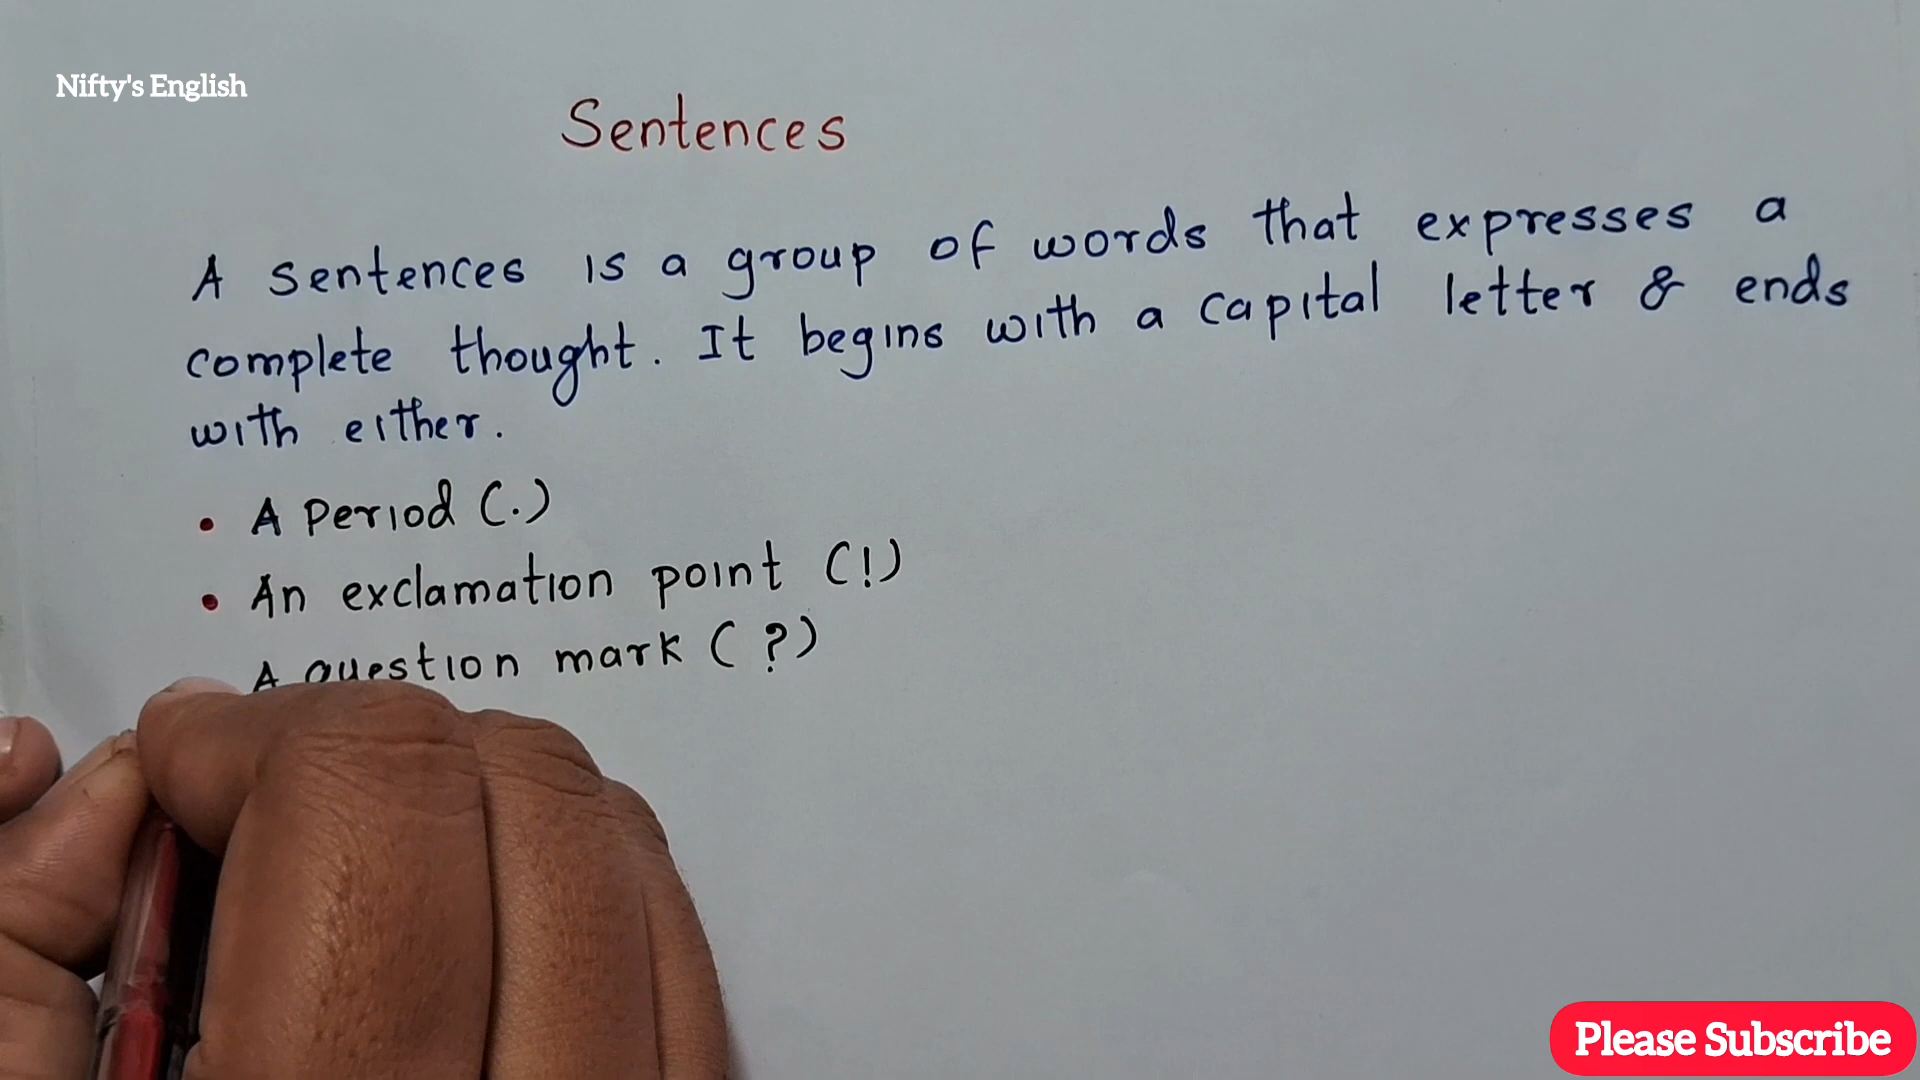 Nifty's English
Sentences
A sentences is a group of words that expresses a
complete thought. It begins with a capital letter & ends
with either.
• A Period (.)
• An exclamation point (!)
A question mark (?)
Please Subscribe